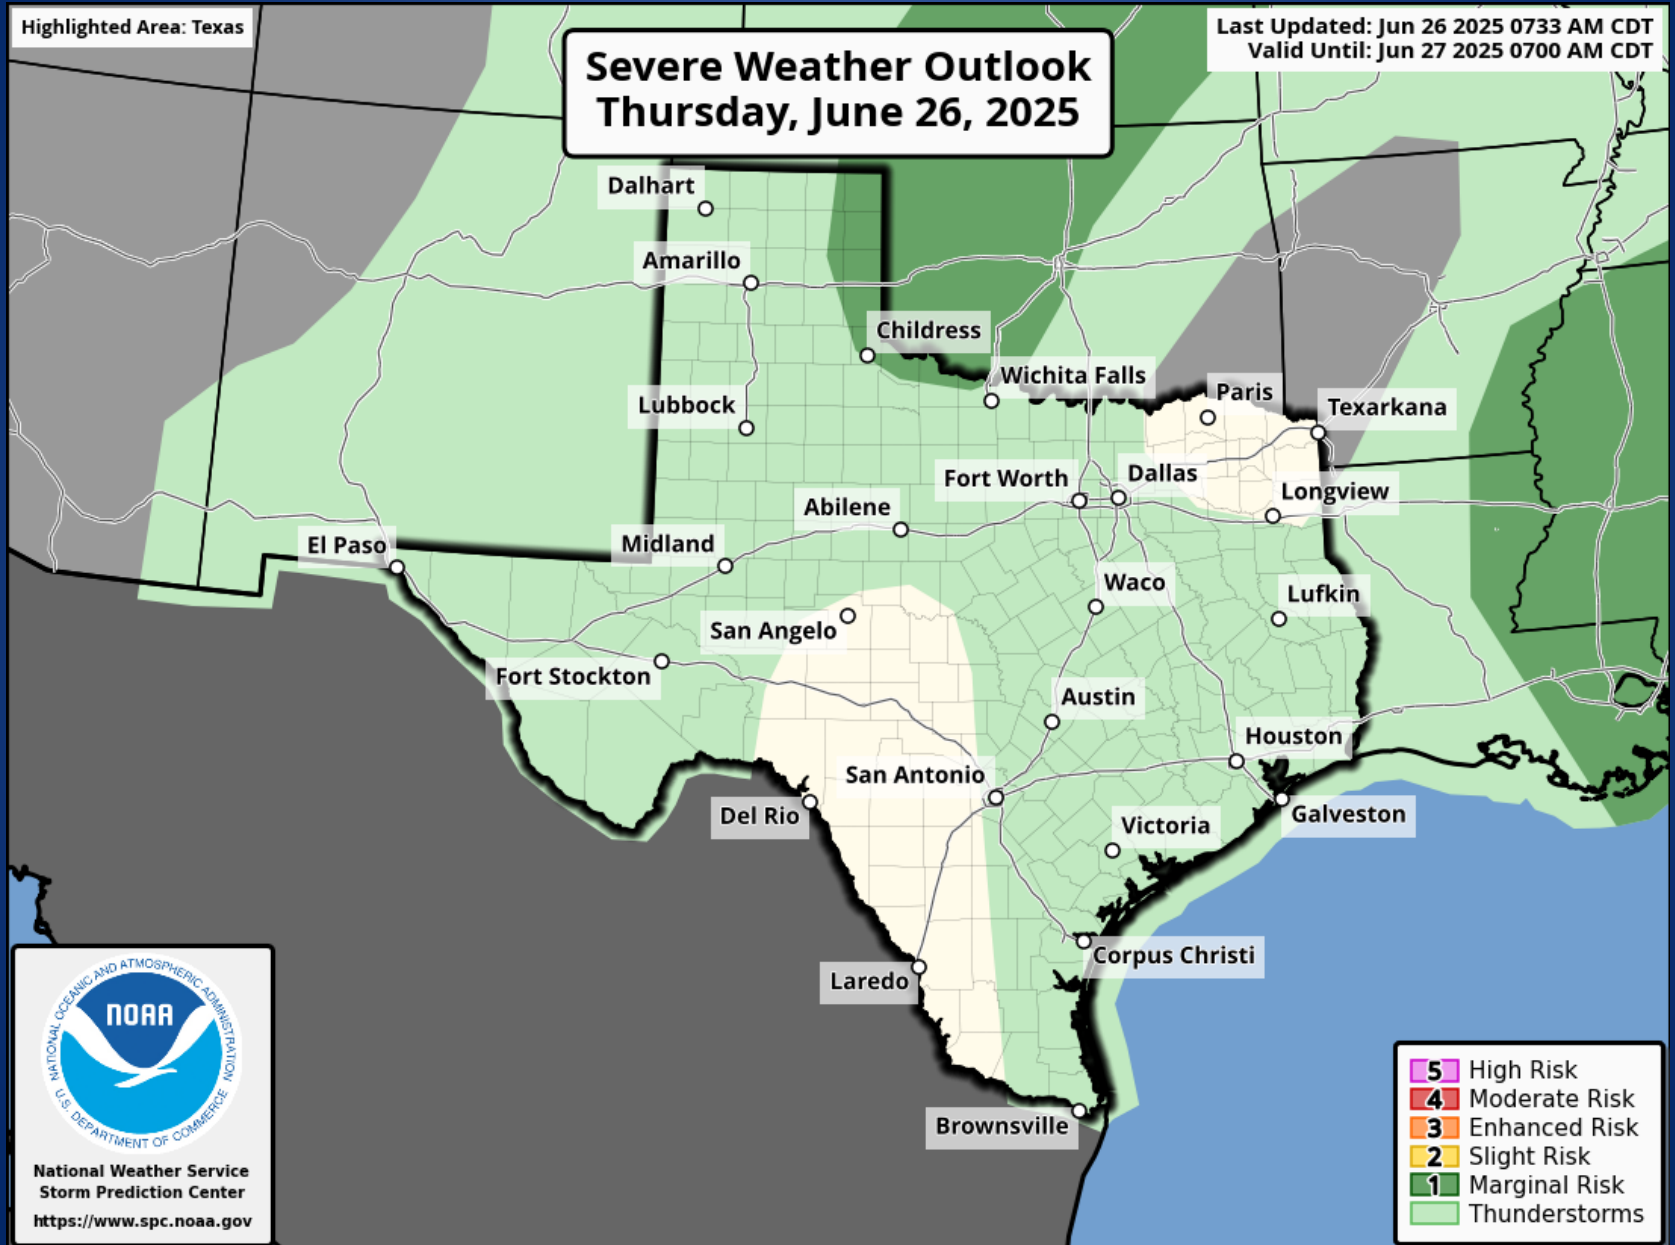 Highlighted Area: Texas
Last Updated: Jun 26 2025 0733 AM CDT
Valid Until: Jun 27 2025 0700 AM CDT
Severe Weather Outlook
Thursday, June 26, 2025
Dalhart
Amarillo
Childress
Wichita Falls
Paris
Texarkana
Lubbock
Fort Worth
Dallas
Longview
Abilene
El Paso
Midland
Waco
Lufkin
San Angelo
Fort Stockton
Austin
Houston
San Antonio
Del Rio
Galveston
Victoria
Corpus Christi
Laredo
Brownsville
NATIONAL OCEANIC AND ATMOSPHERIC ADMINISTRATION
NOAA
U.S. DEPARTMENT OF COMMERCE
National Weather Service
Storm Prediction Center
https://www.spc.noaa.gov
5 High Risk
4 Moderate Risk
3 Enhanced Risk
2 Slight Risk
1 Marginal Risk
Thunderstorms